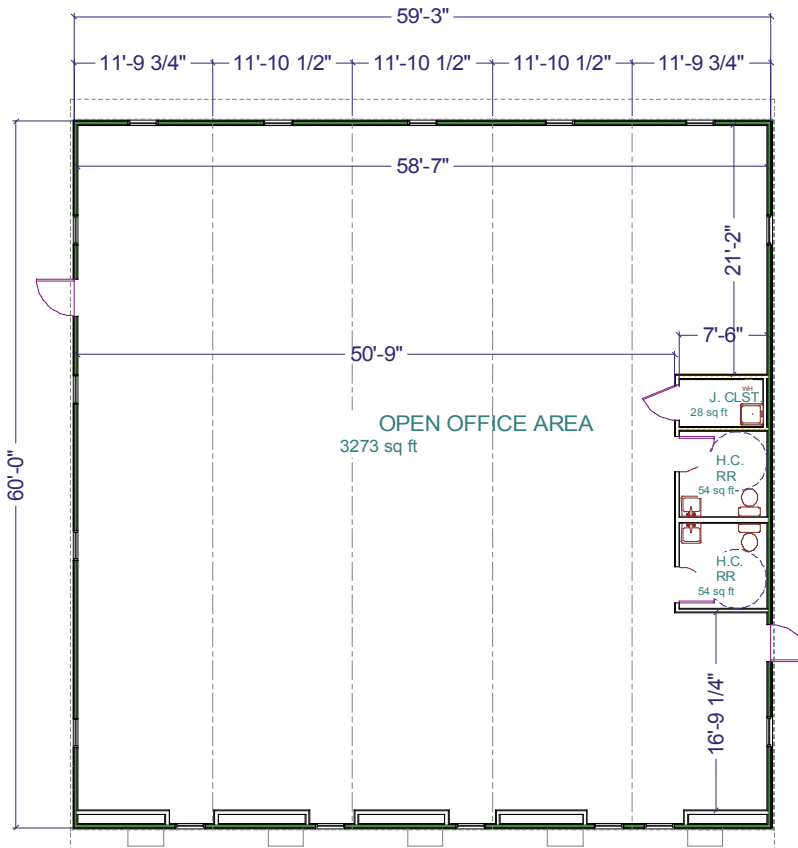 59'-3"
11'-9 3/4"
11'-10 1/2"
11'-10 1/2"
11'-10 1/2"
11'-9 3/4"
58'-7"
21'-2"
7'-6"
50'-9"
WH
J. CLST.
28 sq ft
OPEN OFFICE AREA
3273 sq ft
H.C.
RR
54 sq ft
60'-0"
H.C.
RR
54 sq ft
16'-9 1/4"